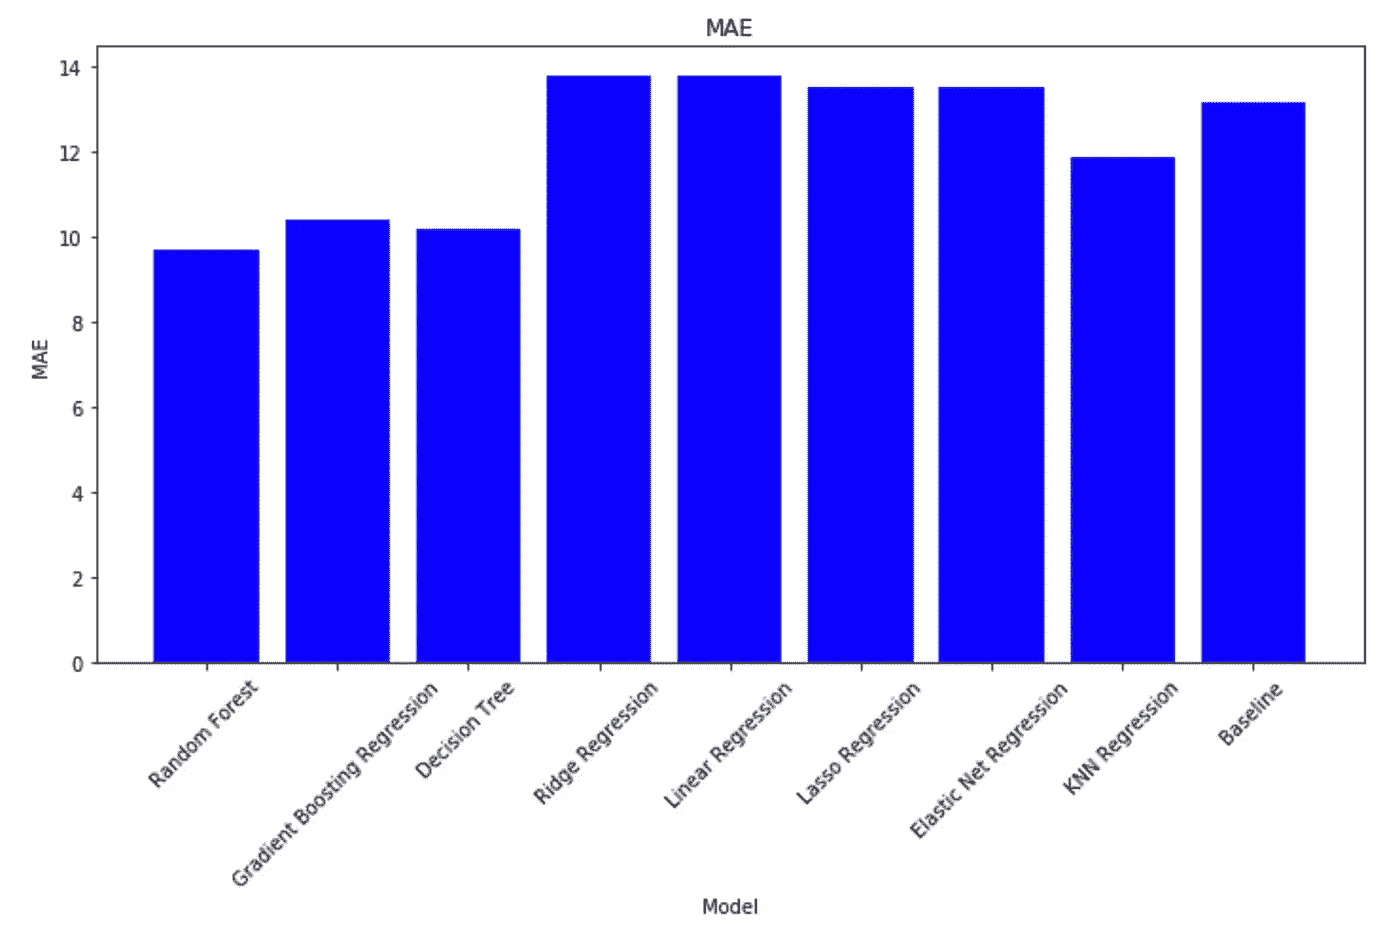 MAE
14
12
10
8
6
4
2
0
MAE
Random Forest
Gradient Boosting Regression
Decision Tree
Ridge Regression
Linear Regression
Lasso Regression
Elastic Net Regression
KNN Regression
Baseline
Model